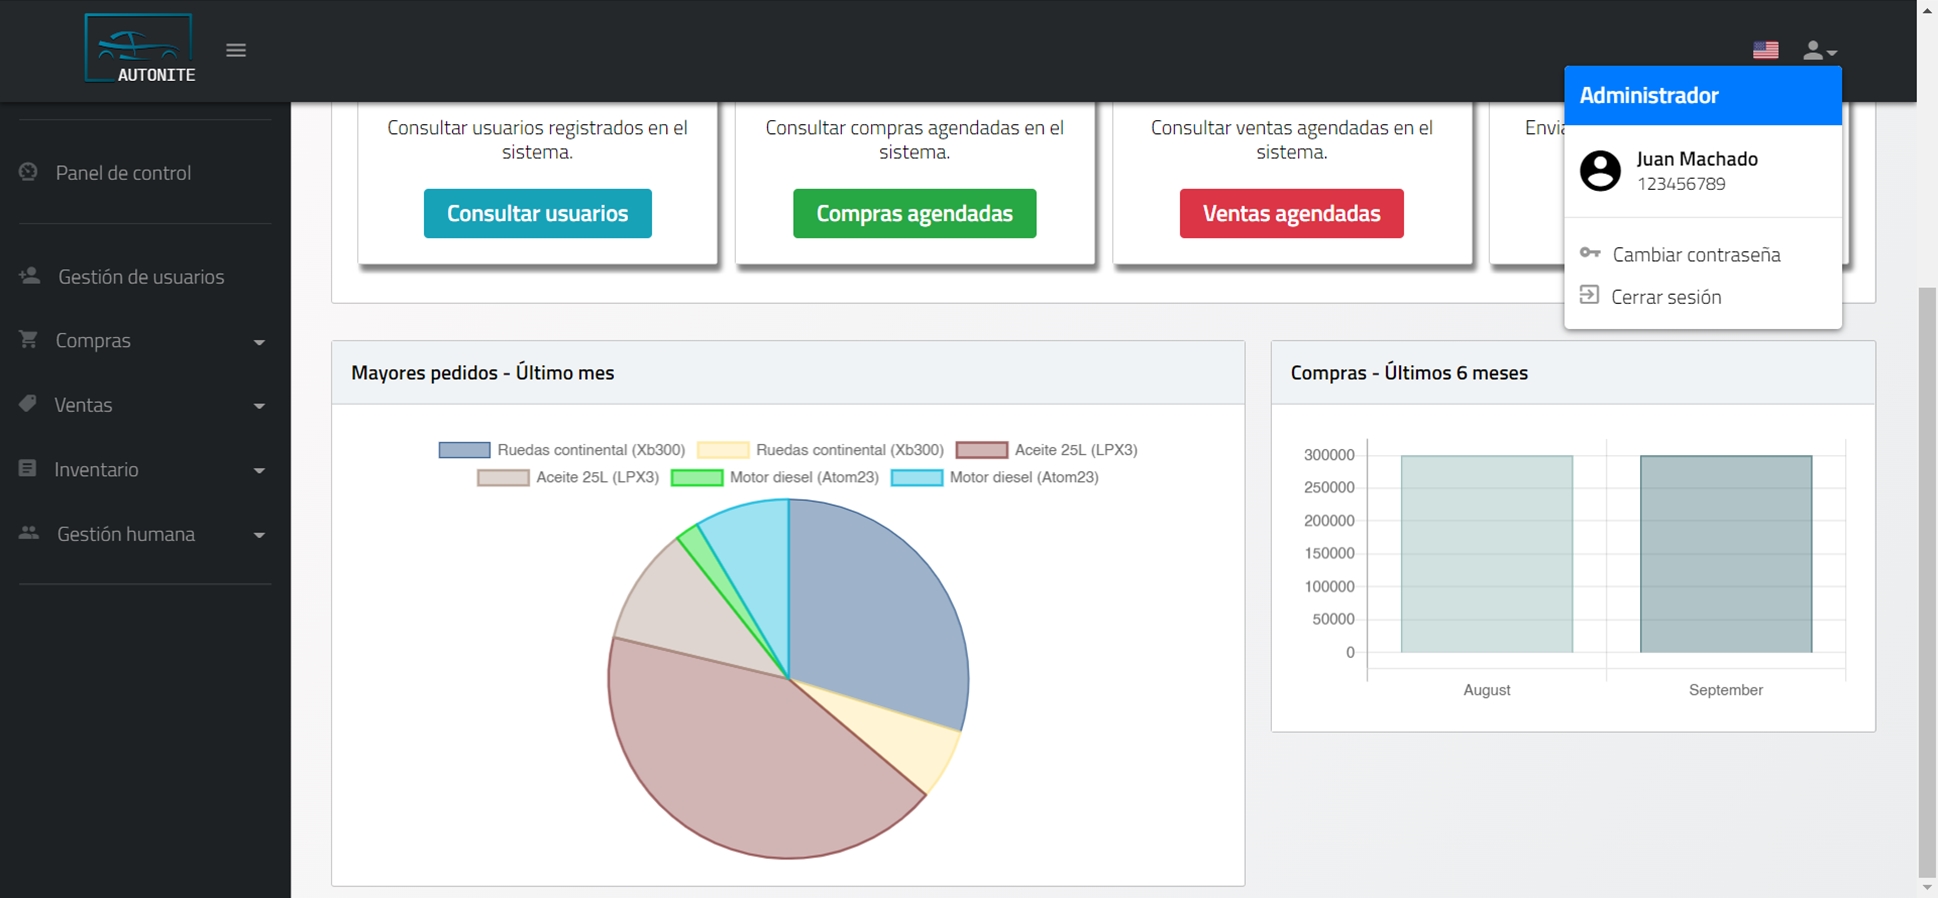 AUTONITE
Administrador
Juan Machado
123456789
Cambiar contraseña
Cerrar sesión
Panel de control
Gestión de usuarios
Compras
Ventas
Inventario
Gestión humana
Consultar usuarios registrados en el
sistema.
Consultar usuarios
Consultar compras agendadas en el
sistema.
Compras agendadas
Consultar ventas agendadas en el
sistema.
Ventas agendadas
Mayores pedidos - Último mes
Ruedas continental (Xb300) Ruedas continental (Xb300) Aceite 25L (LPX3)
Aceite 25L (LPX3) Motor diesel (Atom23) Motor diesel (Atom23)
Compras - Últimos 6 meses
300000
250000
200000
150000
100000
50000
0
August September